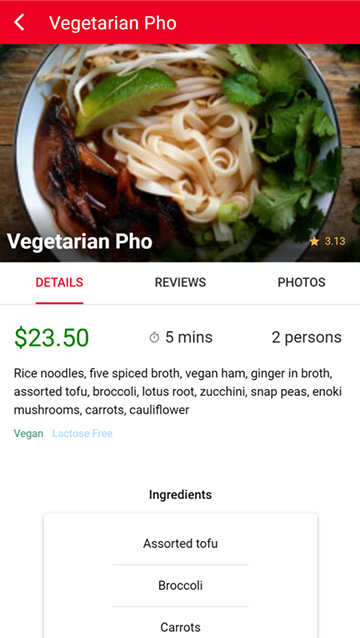 Vegetarian Pho
Vegetarian Pho
3.13
DETAILS
REVIEWS
PHOTOS
$23.50
5 mins
2 persons
Rice noodles, five spiced broth, vegan ham, ginger in broth,
assorted tofu, broccoli, lotus root, zucchini, snap peas, enoki
mushrooms, carrots, cauliflower
Vegan Lactose Free
Ingredients
Assorted tofu
Broccoli
Carrots